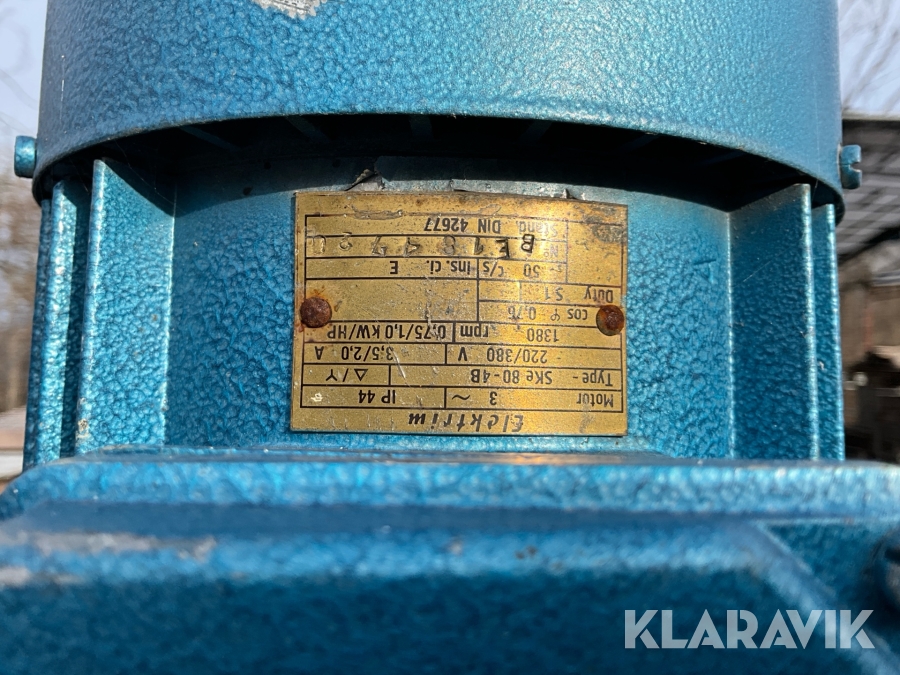 Elektrim
Motor 3 ~ IP 44
Type - SKe 80-4B △/Y
- 220/380 V 3,5/2,0 A
1380 rpm 0,75/1,0 kW/HP
cos φ 0,76
Duty S1
50 c/s Ins. cl. E
No
Stand. DIN 42677
KLARAVIK